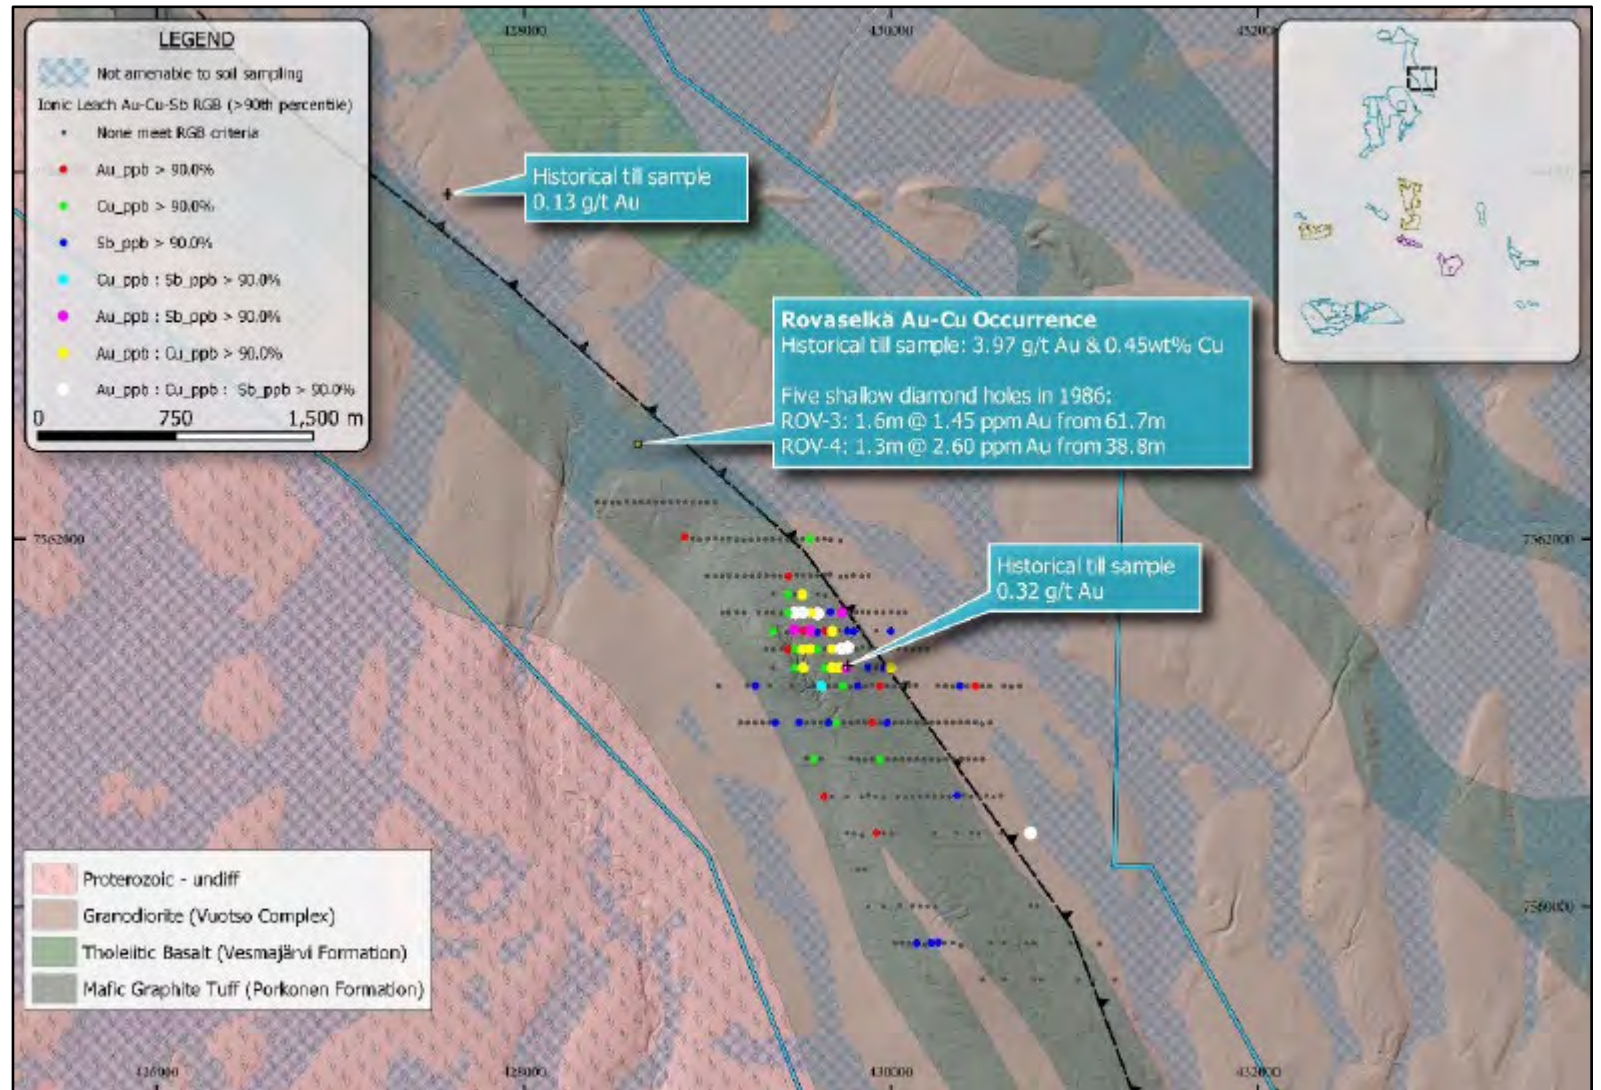 LEGEND
Not amenable to soil sampling
Ionic Leach Au-Cu-Sb RGB (>90th percentile)
None meet RGB criteria
Au_ppb > 90.0%
Cu_ppb > 90.0%
Sb_ppb > 90.0%
Cu_ppb : Sb_ppb > 90.0%
Au_ppb : Sb_ppb > 90.0%
Au_ppb : Cu_ppb > 90.0%
Au_ppb : Cu_ppb : Sb_ppb > 90.0%
0 750 1,500 m
428000 430000 432000
Historical till sample
0.13 g/t Au
Rovaselkä Au-Cu Occurrence
Historical till sample: 3.97 g/t Au & 0.45wt% Cu
Five shallow diamond holes in 1986:
ROV-3: 1.6m @ 1.45 ppm Au from 61.7m
ROV-4: 1.3m @ 2.60 ppm Au from 38.8m
7562000 7562000
Historical till sample
0.32 g/t Au
Proterozoic - undiff
Granodiorite (Vuotso Complex)
Tholeiitic Basalt (Vesmajärvi Formation)
Mafic Graphite Tuff (Porkonen Formation)
7560000
426000 428000 430000 432000